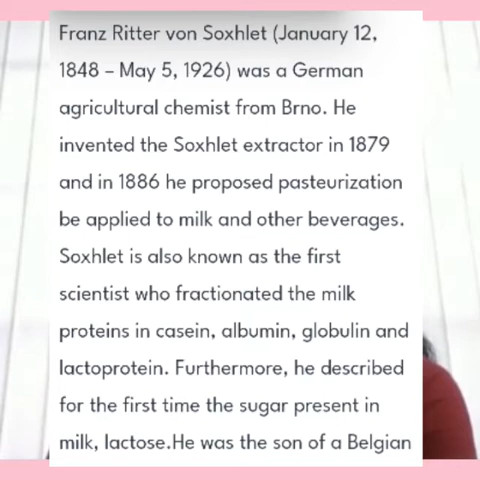 Franz Ritter von Soxhlet (January 12,
1848 – May 5, 1926) was a German
agricultural chemist from Brno. He
invented the Soxhlet extractor in 1879
and in 1886 he proposed pasteurization
be applied to milk and other beverages.
Soxhlet is also known as the first
scientist who fractionated the milk
proteins in casein, albumin, globulin and
lactoprotein. Furthermore, he described
for the first time the sugar present in
milk, lactose.He was the son of a Belgian